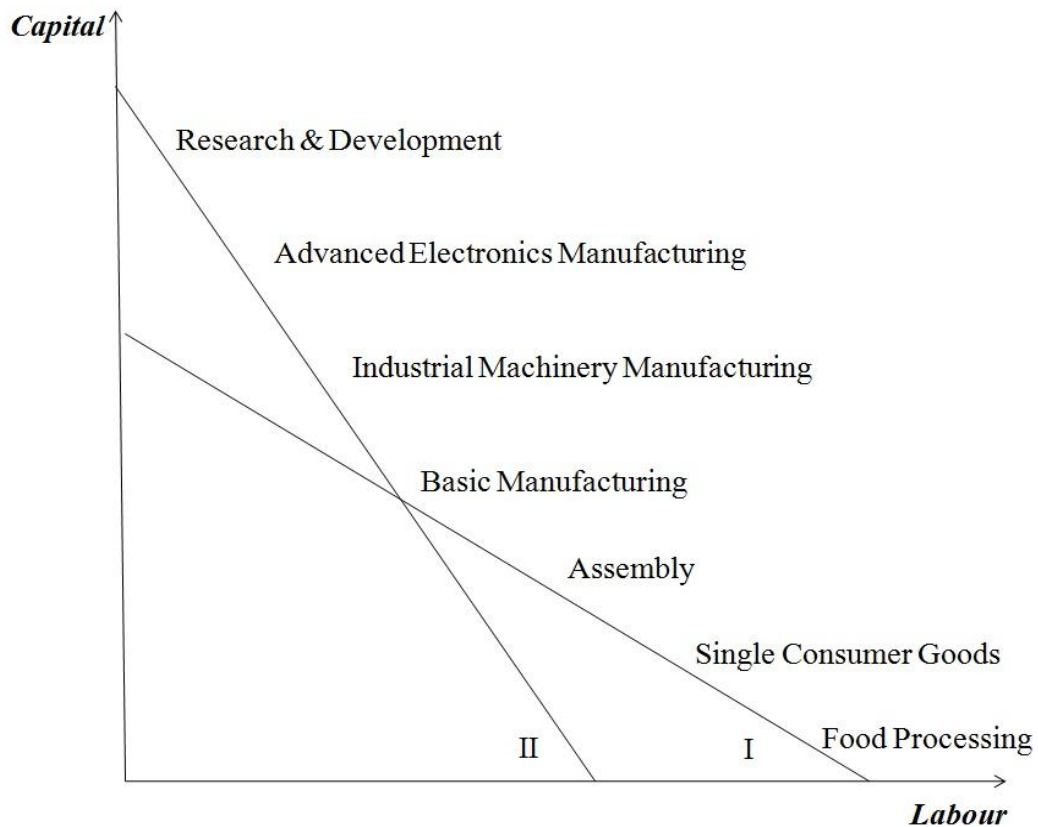 Capital
Research & Development
Advanced Electronics Manufacturing
Industrial Machinery Manufacturing
Basic Manufacturing
Assembly
Single Consumer Goods
II
I
Food Processing
Labour